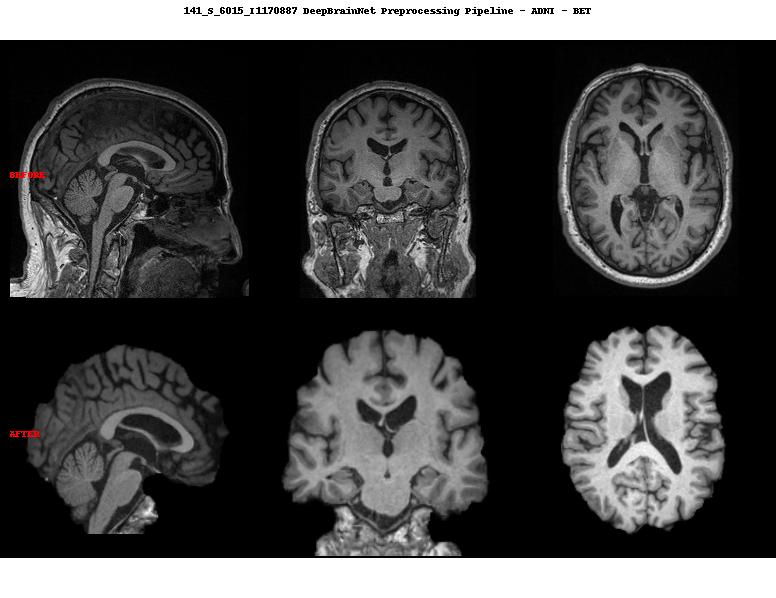 141_S_6015_I1170887 DeepBrainNet Preprocessing Pipeline - ADNI - BET
BEFORE
AFTER